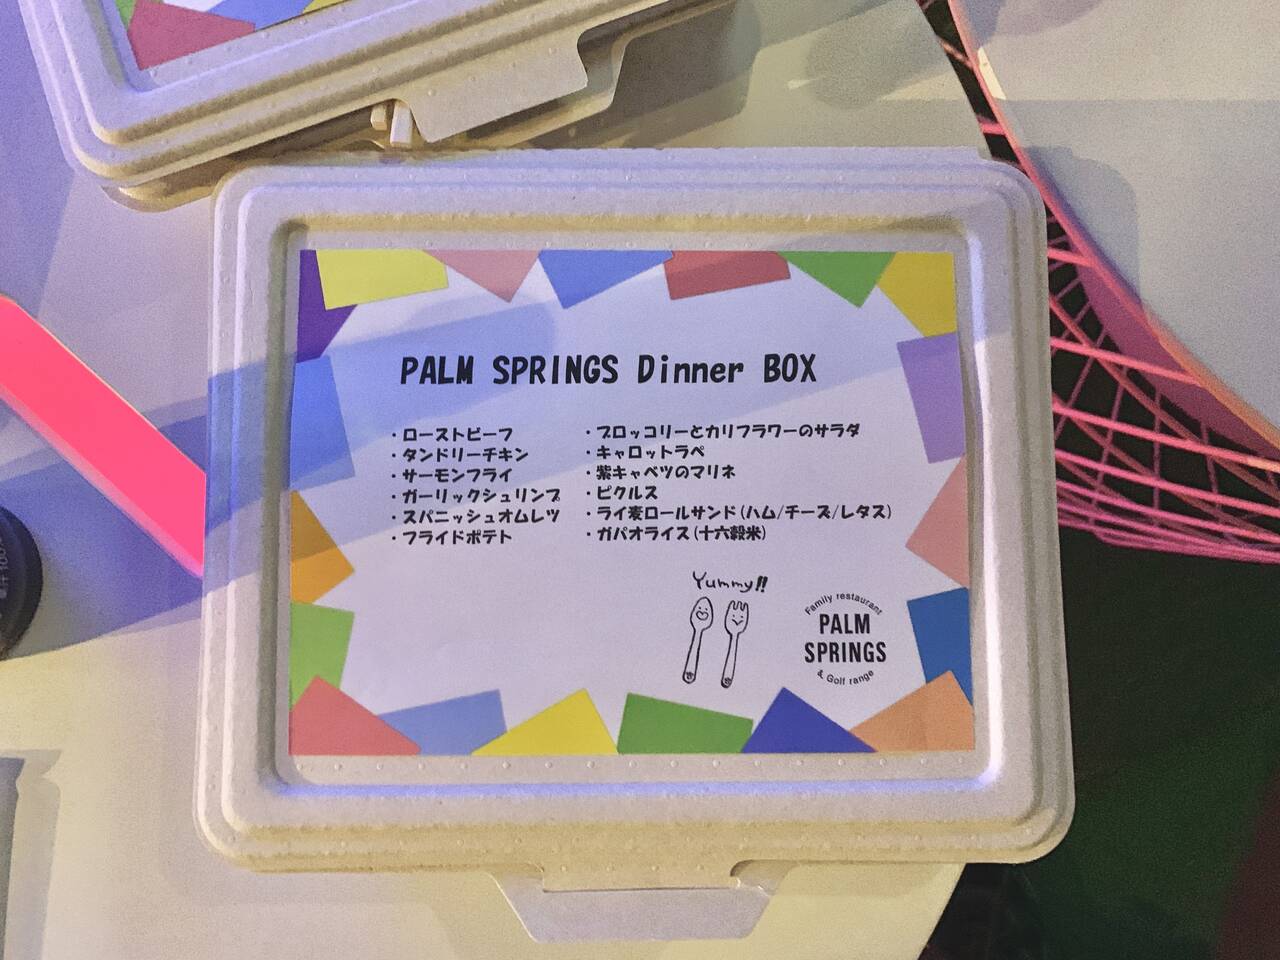 PALM SPRINGS Dinner BOX
・ローストビーフ
・タンドリーチキン
・サーモンフライ
・ガーリックシュリンプ
・スパニッシュオムレツ
・フライドポテト
・ブロッコリーとカリフラワーのサラダ
・キャロットラペ
・紫キャベツのマリネ
・ピクルス
・ライ麦ロールサンド(ハム/チーズ/レタス)
・ガパオライス(十六穀米)
Yummy!!
Family restaurant
PALM
SPRINGS
& Golf range